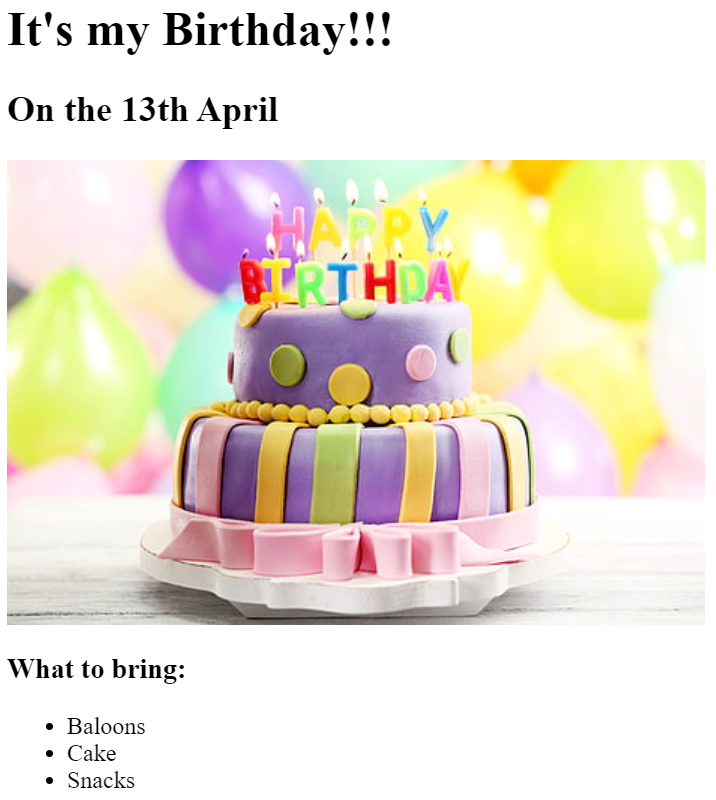 It's my Birthday!!!
On the 13th April
HAPPY
BIRTHDAY
What to bring:
Baloons
Cake
Snacks